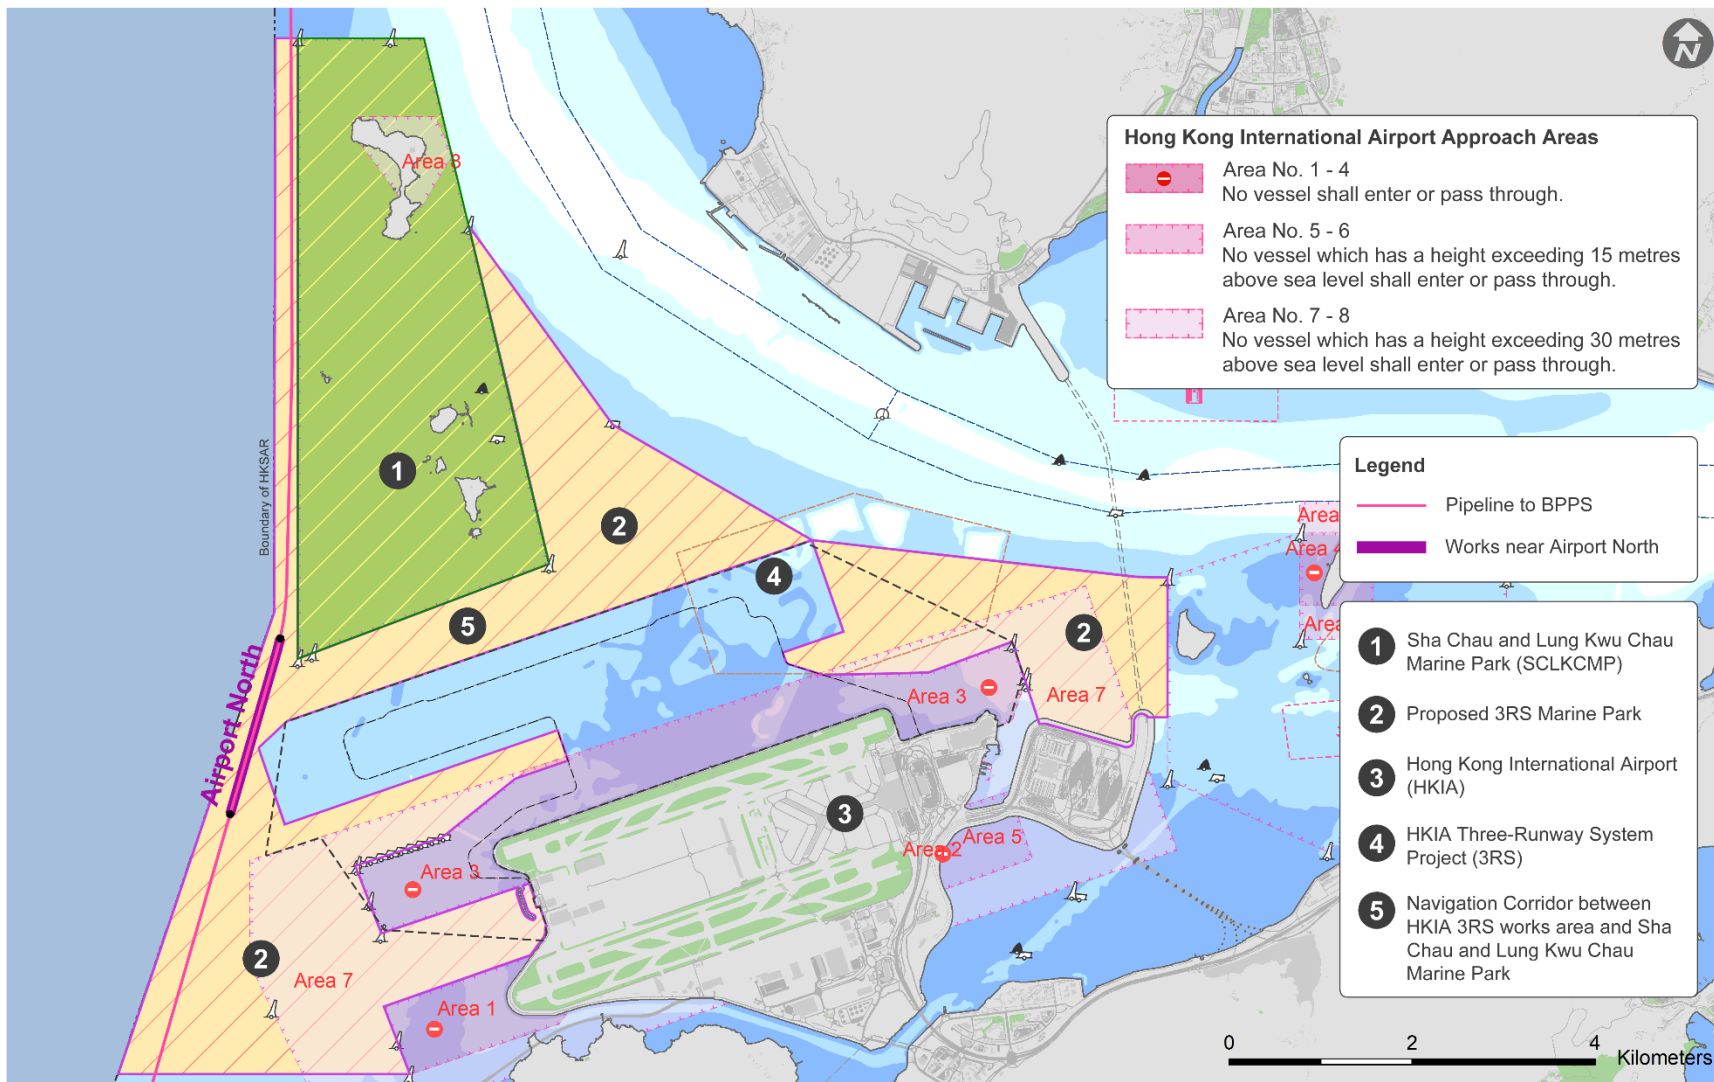 N
Hong Kong International Airport Approach Areas
Area No. 1 - 4
No vessel shall enter or pass through.
Area No. 5 - 6
No vessel which has a height exceeding 15 metres
above sea level shall enter or pass through.
Area No. 7 - 8
No vessel which has a height exceeding 30 metres
above sea level shall enter or pass through.
Area 8
Boundary of HKSAR
1
2
Legend
Pipeline to BPPS
Works near Airport North
Area
Area 4
Area
4
5
2
Airport North
Area 3
Area 7
3
Area 5
Area 2
Area 3
2
Area 7
Area 1
1
Sha Chau and Lung Kwu Chau
Marine Park (SCLKCMP)
2
Proposed 3RS Marine Park
3
Hong Kong International Airport
(HKIA)
4
HKIA Three-Runway System
Project (3RS)
5
Navigation Corridor between
HKIA 3RS works area and Sha
Chau and Lung Kwu Chau
Marine Park
0 2 4
Kilometers